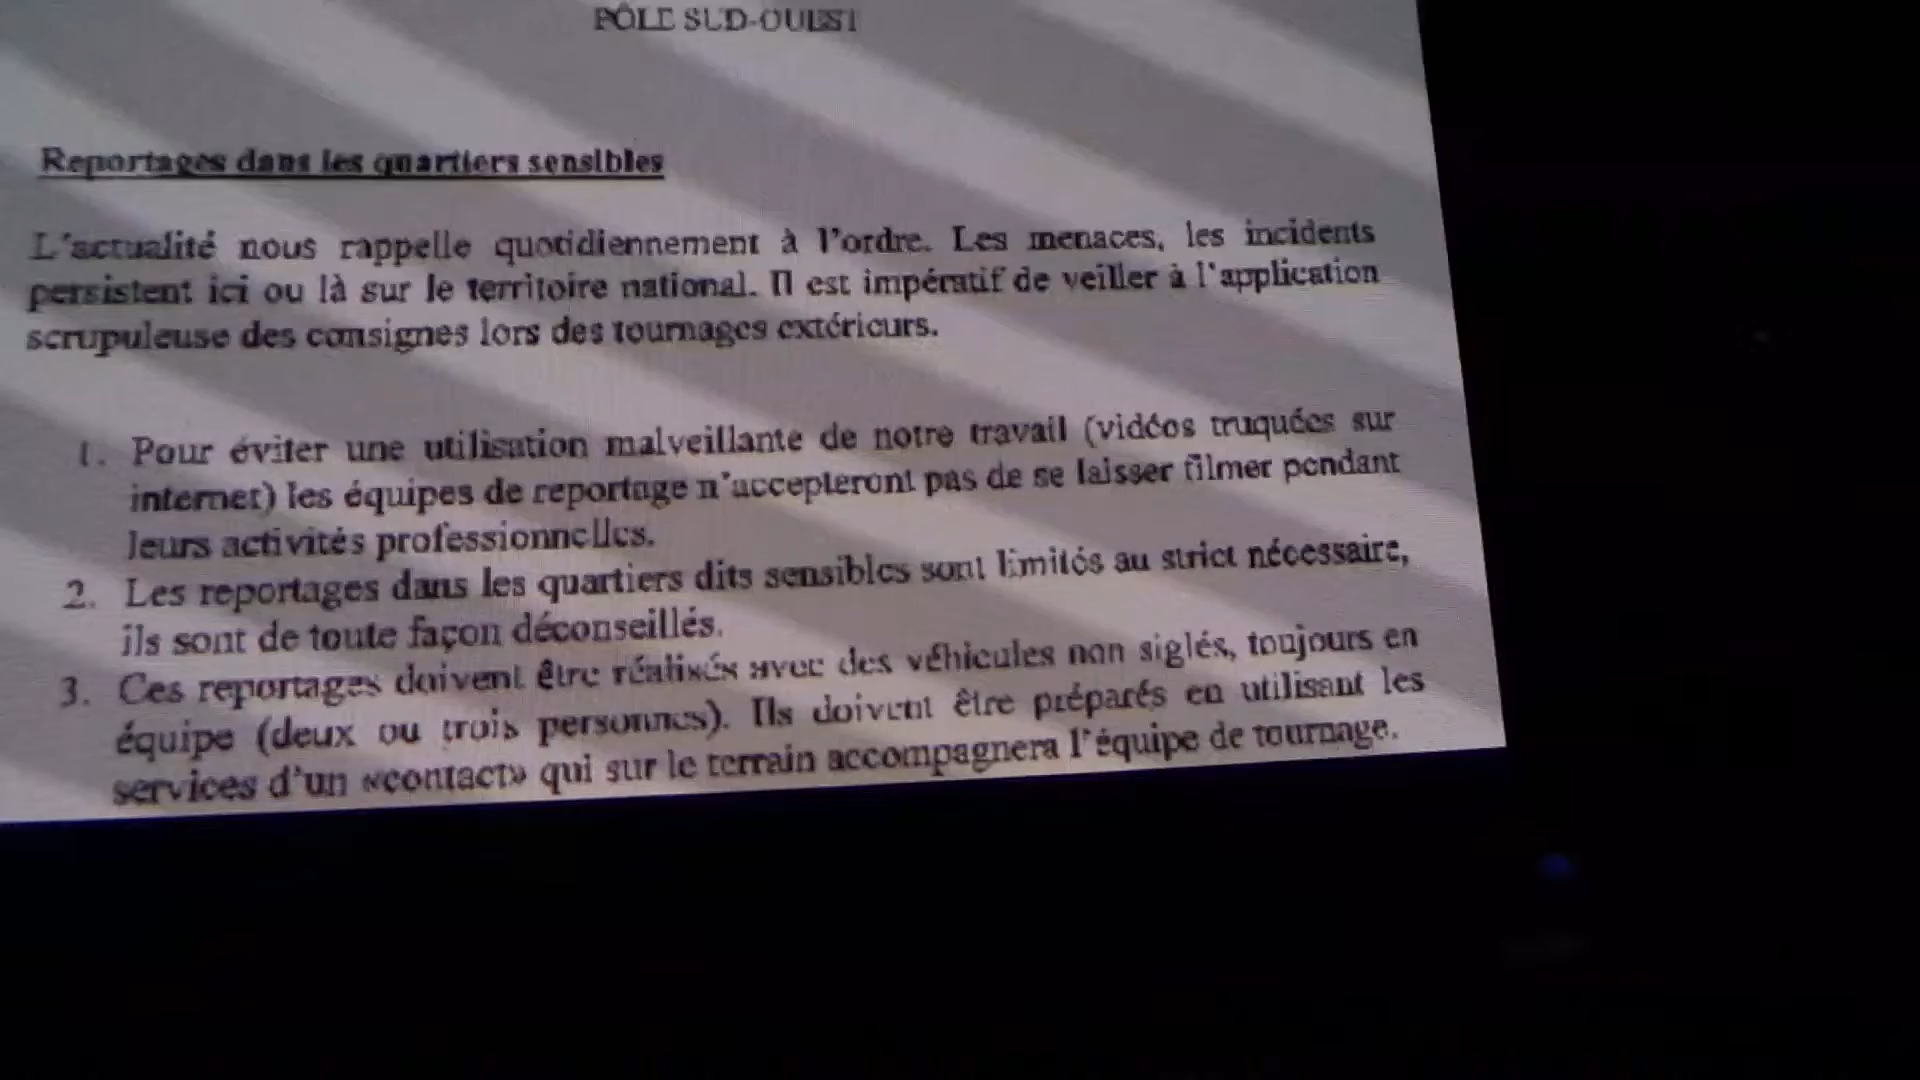 PÔLE SUD-OUEST
Reportages dans les quartiers sensibles
L'actualité nous rappelle quotidiennement à l'ordre. Les menaces, les incidents
persistent ici ou là sur le territoire national. Il est impératif de veiller à l'application
scrupuleuse des consignes lors des tournages extérieurs.
1. Pour éviter une utilisation malveillante de notre travail (vidéos truquées sur
internet) les équipes de reportage n'accepteront pas de se laisser filmer pendant
leurs activités professionnelles.
2. Les reportages dans les quartiers dits sensibles sont limités au strict nécessaire,
ils sont de toute façon déconseillés.
3. Ces reportages doivent être réalisés avec des véhicules non siglés, toujours en
équipe (deux ou trois personnes). Ils doivent être préparés en utilisant les
services d'un «contact» qui sur le terrain accompagnera l'équipe de tournage.